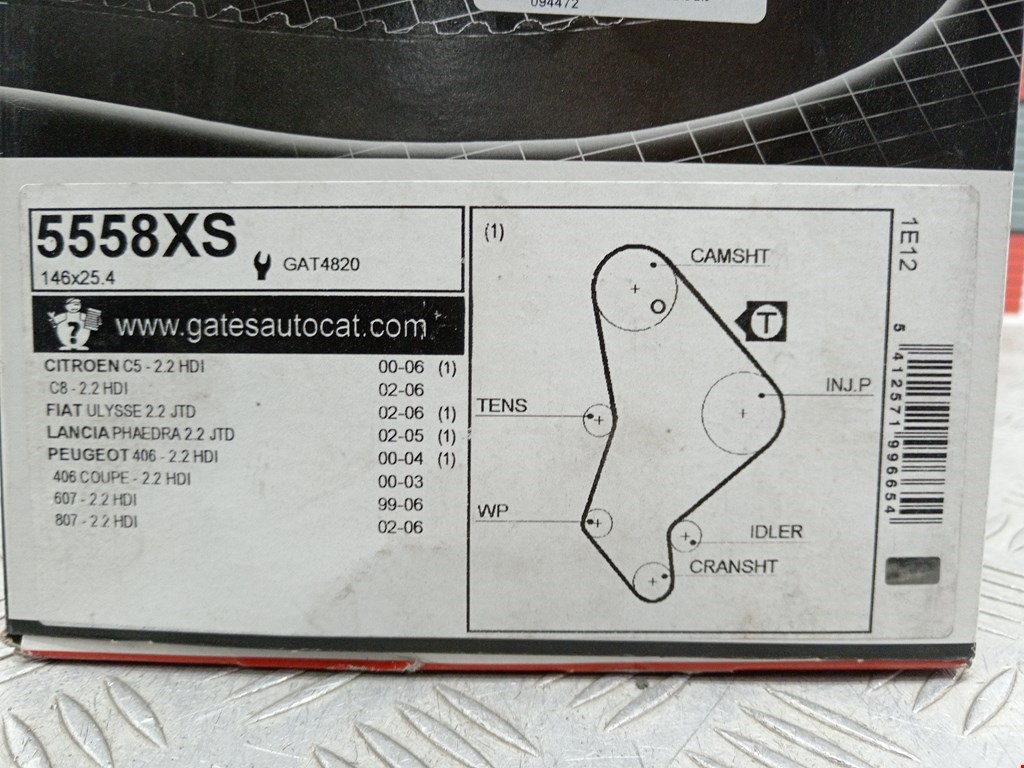 094472
5558XS
146x25.4
GAT4820
?
www.gatesautocat.com
CITROEN C5 - 2.2 HDI 00-06 (1)
C8 - 2.2 HDI 02-06
FIAT ULYSSE 2.2 JTD 02-06 (1)
LANCIA PHAEDRA 2.2 JTD 02-05 (1)
PEUGEOT 406 - 2.2 HDI 00-04 (1)
406 COUPE - 2.2 HDI 00-03
607 - 2.2 HDI 99-06
807 - 2.2 HDI 02-06
(1)
CAMSHT
T
INJ.P
TENS
WP
IDLER
CRANSHT
1E12
5 412571 996654